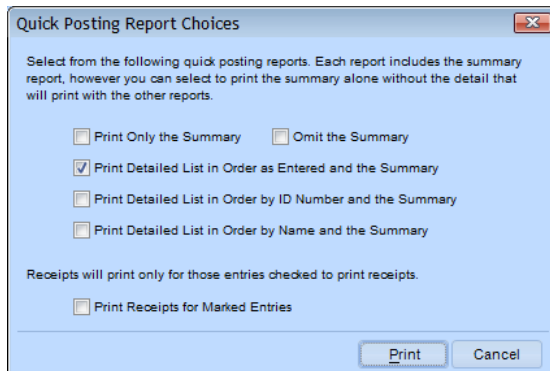 Quick Posting Report Choices
Select from the following quick posting reports. Each report includes the summary
report, however you can select to print the summary alone without the detail that
will print with the other reports.
Print Only the Summary Omit the Summary
Print Detailed List in Order as Entered and the Summary
Print Detailed List in Order by ID Number and the Summary
Print Detailed List in Order by Name and the Summary
Receipts will print only for those entries checked to print receipts.
Print Receipts for Marked Entries
Print Cancel